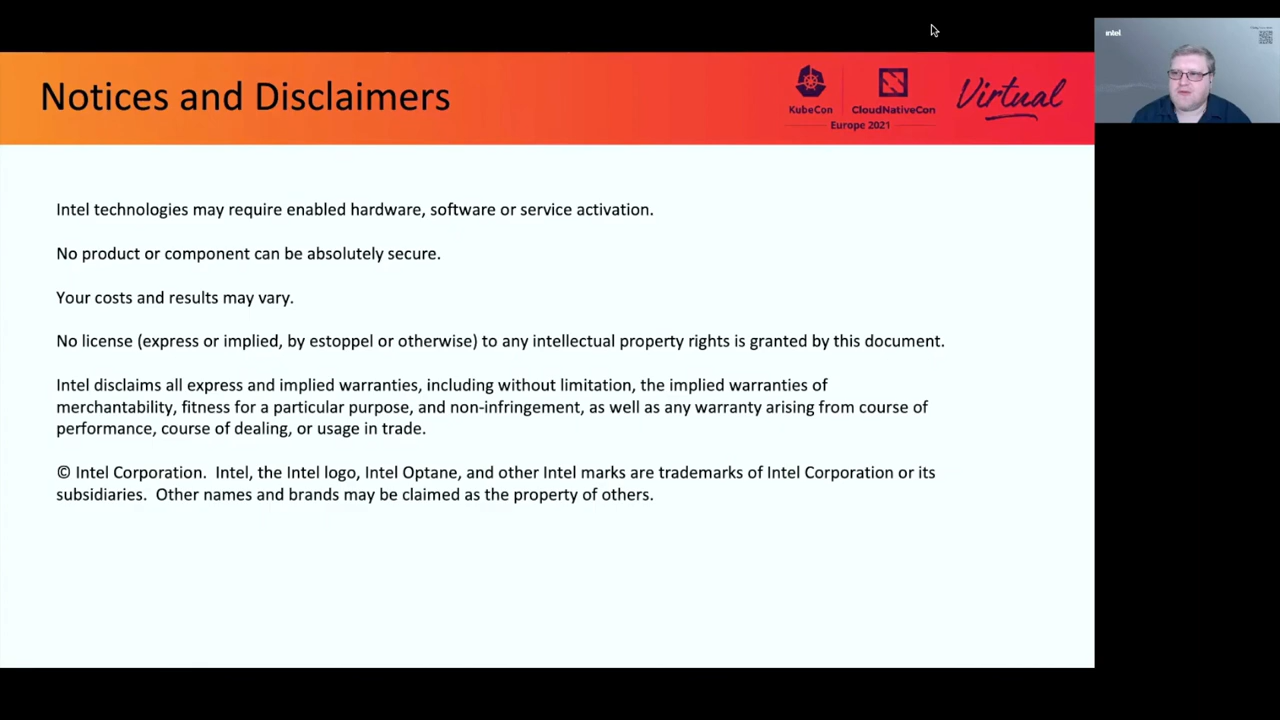 Notices and Disclaimers
KubeCon
CloudNativeCon
Europe 2021
Virtual
intel
Intel technologies may require enabled hardware, software or service activation.
No product or component can be absolutely secure.
Your costs and results may vary.
No license (express or implied, by estoppel or otherwise) to any intellectual property rights is granted by this document.
Intel disclaims all express and implied warranties, including without limitation, the implied warranties of
merchantability, fitness for a particular purpose, and non-infringement, as well as any warranty arising from course of
performance, course of dealing, or usage in trade.
© Intel Corporation.  Intel, the Intel logo, Intel Optane, and other Intel marks are trademarks of Intel Corporation or its
subsidiaries.  Other names and brands may be claimed as the property of others.